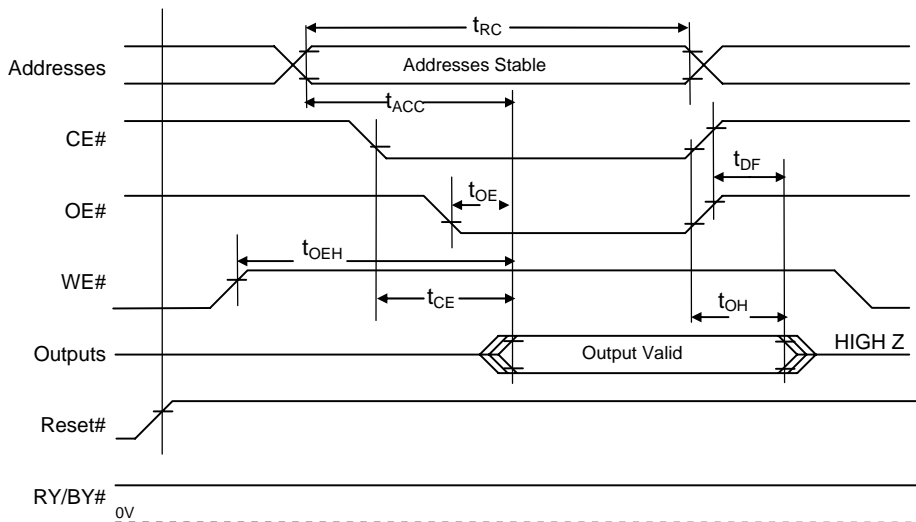 tRC
Addresses
Addresses Stable
tACC
CE#
tDF
OE#
tOE
tOEH
WE#
tCE
tOH
Outputs
Output Valid
HIGH Z
Reset#
RY/BY#
0V